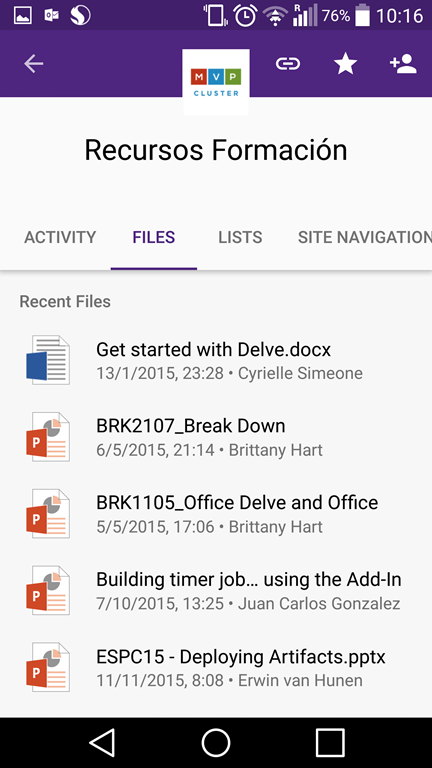 R 76% 10:16
MVP
CLUSTER
Recursos Formación
ACTIVITY FILES LISTS SITE NAVIGATION
Recent Files
Get started with Delve.docx
13/1/2015, 23:28 • Cyrielle Simeone
P
BRK2107_Break Down
6/5/2015, 21:14 • Brittany Hart
P
BRK1105_Office Delve and Office
5/5/2015, 17:06 • Brittany Hart
P
Building timer job… using the Add-In
7/10/2015, 13:25 • Juan Carlos Gonzalez
P
ESPC15 - Deploying Artifacts.pptx
11/11/2015, 8:08 • Erwin van Hunen